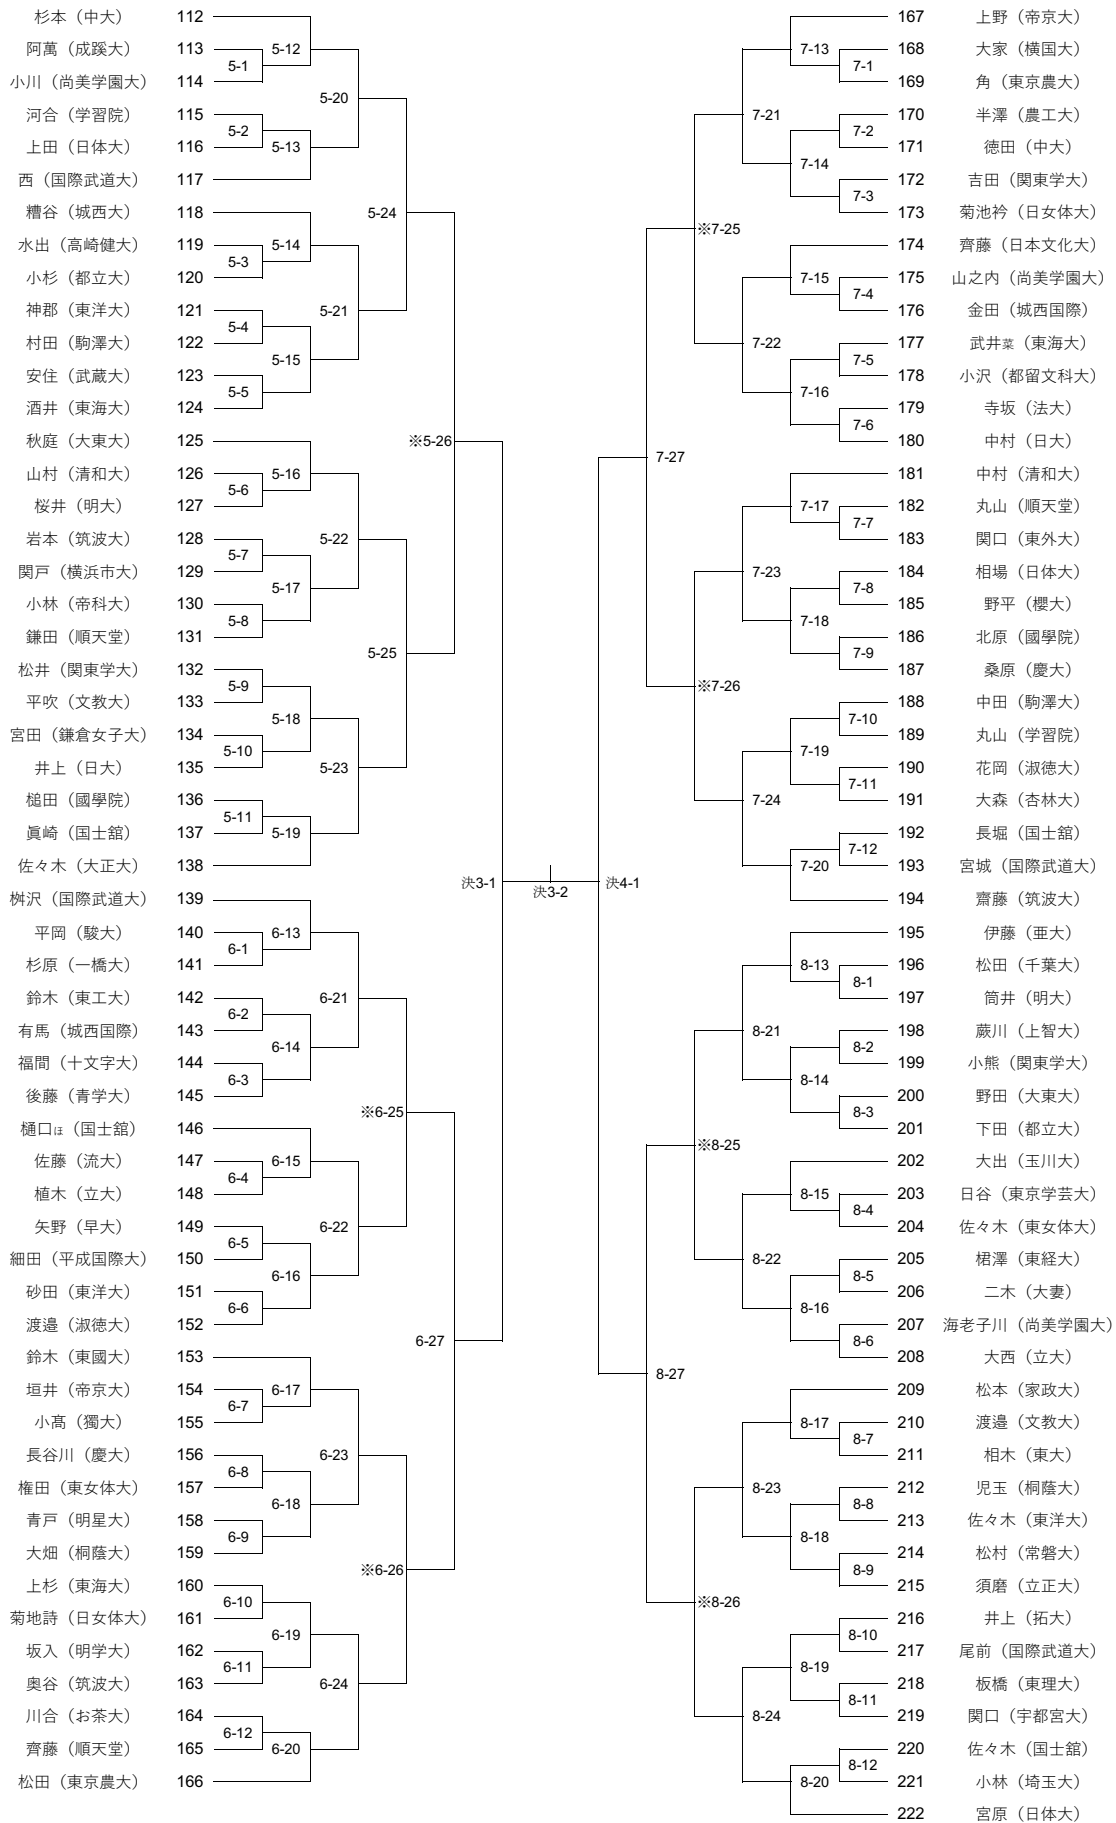 杉本（中大） 112
阿萬（成蹊大） 113
5-12
5-1
小川（尚美学園大） 114
5-20
河合（学習院） 115
5-2
上田（日体大） 116
5-13
西（国際武道大） 117
糟谷（城西大） 118
5-24
水出（高崎健大） 119
5-14
5-3
小杉（都立大） 120
神郡（東洋大） 121
5-21
5-4
村田（駒澤大） 122
5-15
安住（武蔵大） 123
5-5
酒井（東海大） 124
秋庭（大東大） 125
※5-26
山村（清和大） 126
5-16
5-6
桜井（明大） 127
岩本（筑波大） 128
5-22
5-7
関戸（横浜市大） 129
5-17
小林（帝科大） 130
5-8
鎌田（順天堂） 131
5-25
松井（関東学大） 132
5-9
平吹（文教大） 133
5-18
宮田（鎌倉女子大） 134
5-10
井上（日大） 135
5-23
槌田（國學院） 136
5-11
眞崎（国士舘） 137
5-19
佐々木（大正大） 138
決3-1
決3-2
決4-1
桝沢（国際武道大） 139
平岡（駿大） 140
6-13
6-1
杉原（一橋大） 141
鈴木（東工大） 142
6-21
6-2
有馬（城西国際） 143
6-14
福間（十文字大） 144
6-3
後藤（青学大） 145
※6-25
樋口ほ（国士舘） 146
佐藤（流大） 147
6-15
6-4
植木（立大） 148
矢野（早大） 149
6-22
6-5
細田（平成国際大） 150
6-16
砂田（東洋大） 151
6-6
渡邉（淑徳大） 152
6-27
鈴木（東國大） 153
垣井（帝京大） 154
6-17
6-7
小髙（獨大） 155
長谷川（慶大） 156
6-23
6-8
権田（東女体大） 157
6-18
青戸（明星大） 158
6-9
大畑（桐蔭大） 159
※6-26
上杉（東海大） 160
6-10
菊地詩（日女体大） 161
6-19
坂入（明学大） 162
6-11
奥谷（筑波大） 163
6-24
川合（お茶大） 164
6-12
齊藤（順天堂） 165
6-20
松田（東京農大） 166
167 上野（帝京大）
7-13
168 大家（横国大）
7-1
169 角（東京農大）
7-21
170 半澤（農工大）
7-2
171 徳田（中大）
7-14
172 吉田（関東学大）
7-3
173 菊池衿（日女体大）
※7-25
174 齊藤（日本文化大）
7-15
175 山之内（尚美学園大）
7-4
176 金田（城西国際）
7-22
177 武井菜（東海大）
7-5
178 小沢（都留文科大）
7-16
179 寺坂（法大）
7-6
180 中村（日大）
7-27
181 中村（清和大）
7-17
182 丸山（順天堂）
7-7
183 関口（東外大）
7-23
184 相場（日体大）
7-8
185 野平（櫻大）
7-18
186 北原（國學院）
7-9
187 桑原（慶大）
※7-26
188 中田（駒澤大）
7-10
189 丸山（学習院）
7-19
190 花岡（淑徳大）
7-11
191 大森（杏林大）
7-24
192 長堀（国士舘）
7-12
193 宮城（国際武道大）
7-20
194 齋藤（筑波大）
195 伊藤（亜大）
8-13
196 松田（千葉大）
8-1
197 筒井（明大）
8-21
198 蕨川（上智大）
8-2
199 小熊（関東学大）
8-14
200 野田（大東大）
8-3
201 下田（都立大）
※8-25
202 大出（玉川大）
8-15
203 日谷（東京学芸大）
8-4
204 佐々木（東女体大）
8-22
205 桾澤（東経大）
8-5
206 二木（大妻）
8-16
207 海老子川（尚美学園大）
8-6
208 大西（立大）
8-27
209 松本（家政大）
8-17
210 渡邉（文教大）
8-7
211 相木（東大）
8-23
212 児玉（桐蔭大）
8-8
213 佐々木（東洋大）
8-18
214 松村（常磐大）
8-9
215 須磨（立正大）
※8-26
216 井上（拓大）
8-10
217 尾前（国際武道大）
8-19
218 板橋（東理大）
8-11
219 関口（宇都宮大）
8-24
220 佐々木（国士舘）
8-12
221 小林（埼玉大）
8-20
222 宮原（日体大）